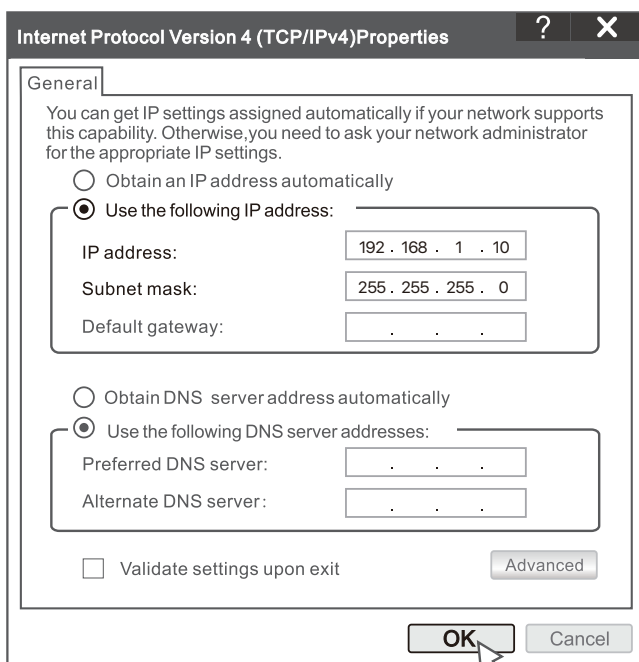 Internet Protocol Version 4 (TCP/IPv4)Properties
? X
General
You can get IP settings assigned automatically if your network supports
this capability. Otherwise,you need to ask your network administrator
for the appropriate IP settings.
Obtain an IP address automatically
Use the following IP address:
IP address: 192 . 168 . 1 . 10
Subnet mask: 255 . 255 . 255 . 0
Default gateway: . . .
Obtain DNS server address automatically
Use the following DNS server addresses:
Preferred DNS server: . . .
Alternate DNS server: . . .
Validate settings upon exit Advanced
OK Cancel